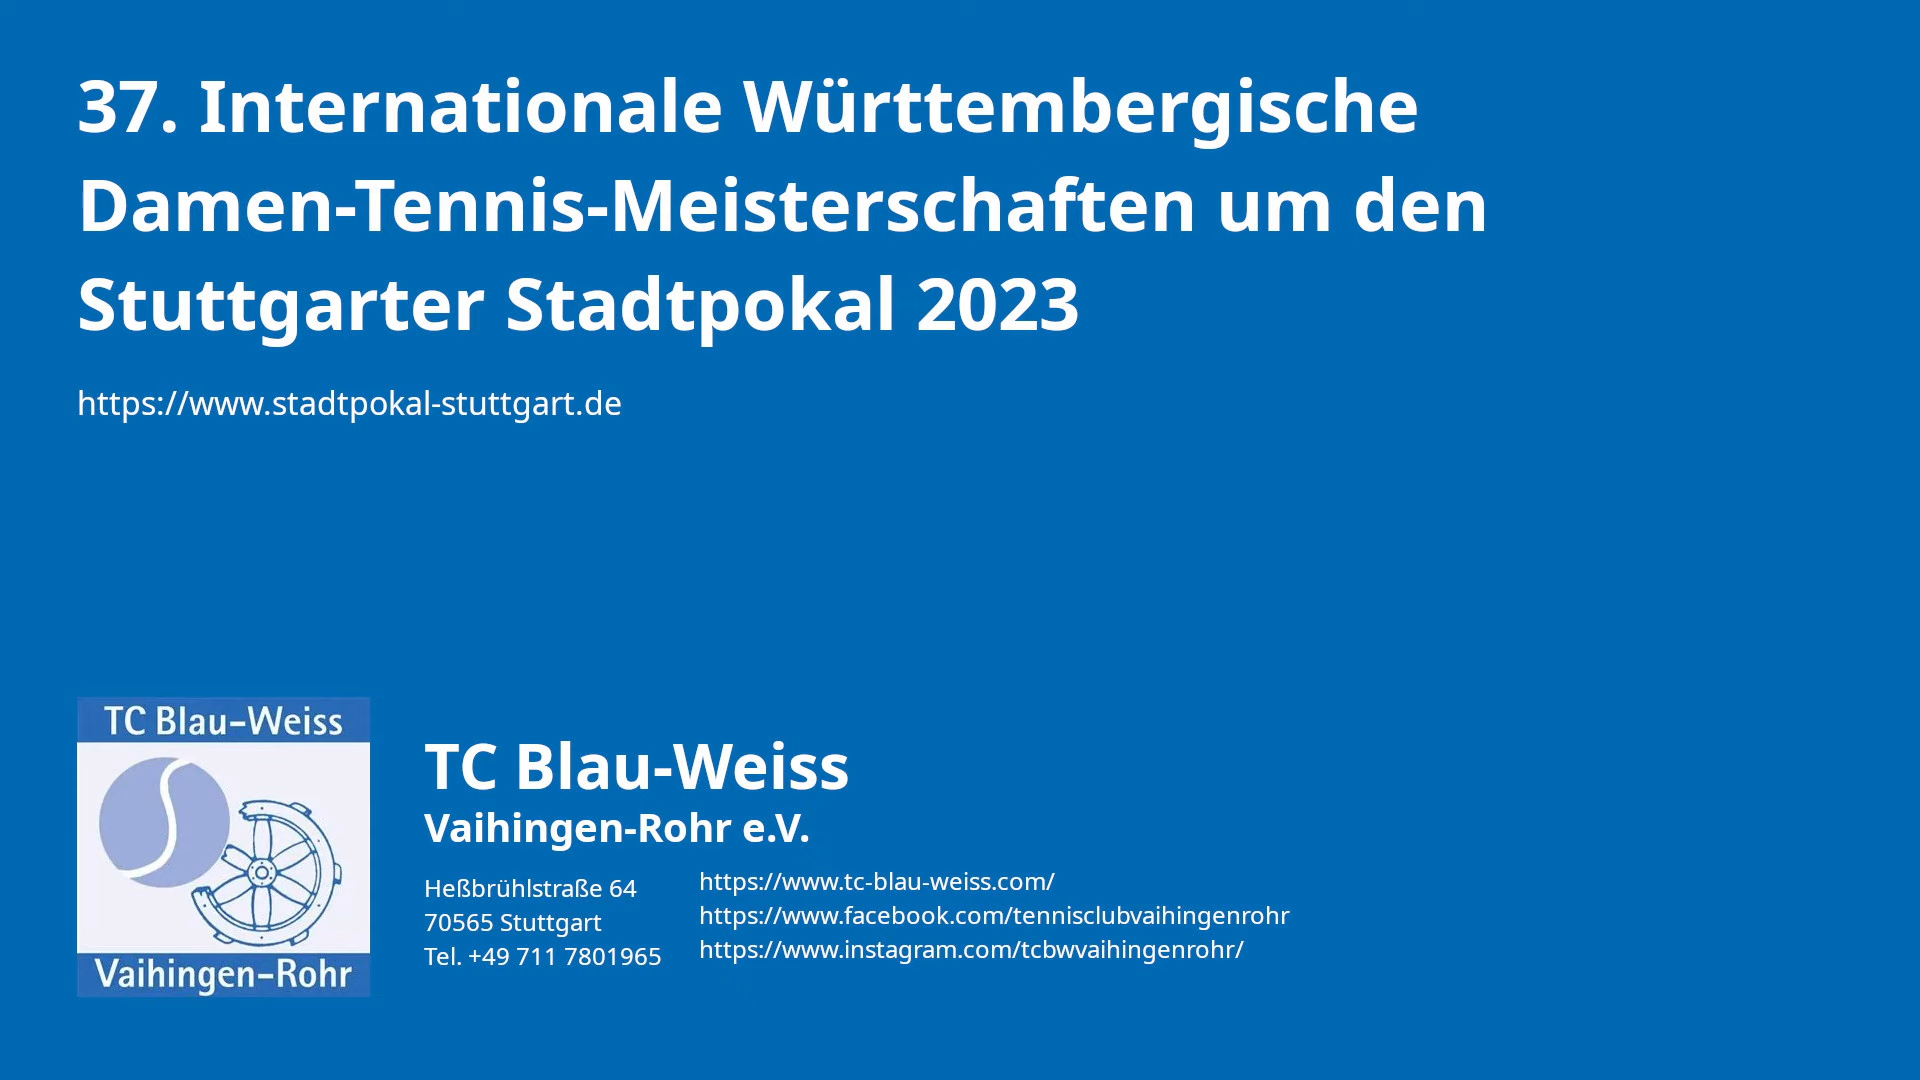 37. Internationale Württembergische
Damen-Tennis-Meisterschaften um den
Stuttgarter Stadtpokal 2023
https://www.stadtpokal-stuttgart.de
TC Blau-Weiss
Vaihingen-Rohr
TC Blau-Weiss
Vaihingen-Rohr e.V.
Heßbrühlstraße 64
70565 Stuttgart
Tel. +49 711 7801965
https://www.tc-blau-weiss.com/
https://www.facebook.com/tennisclubvaihingenrohr
https://www.instagram.com/tcbwvaihingenrohr/